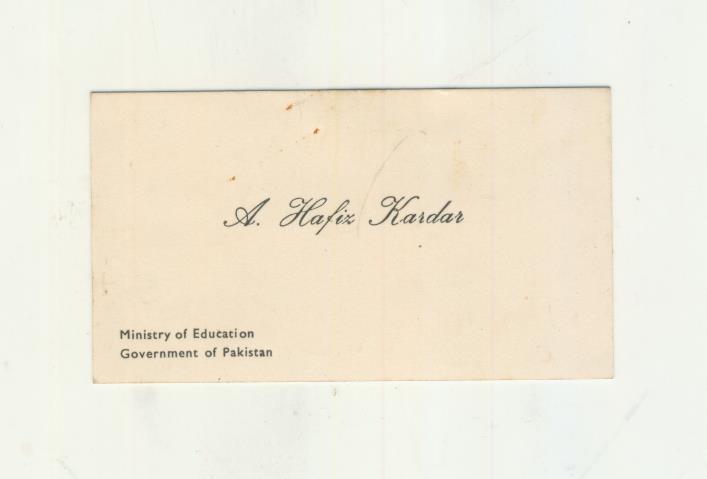 A. Hafiz Kardar
Ministry of Education
Government of Pakistan